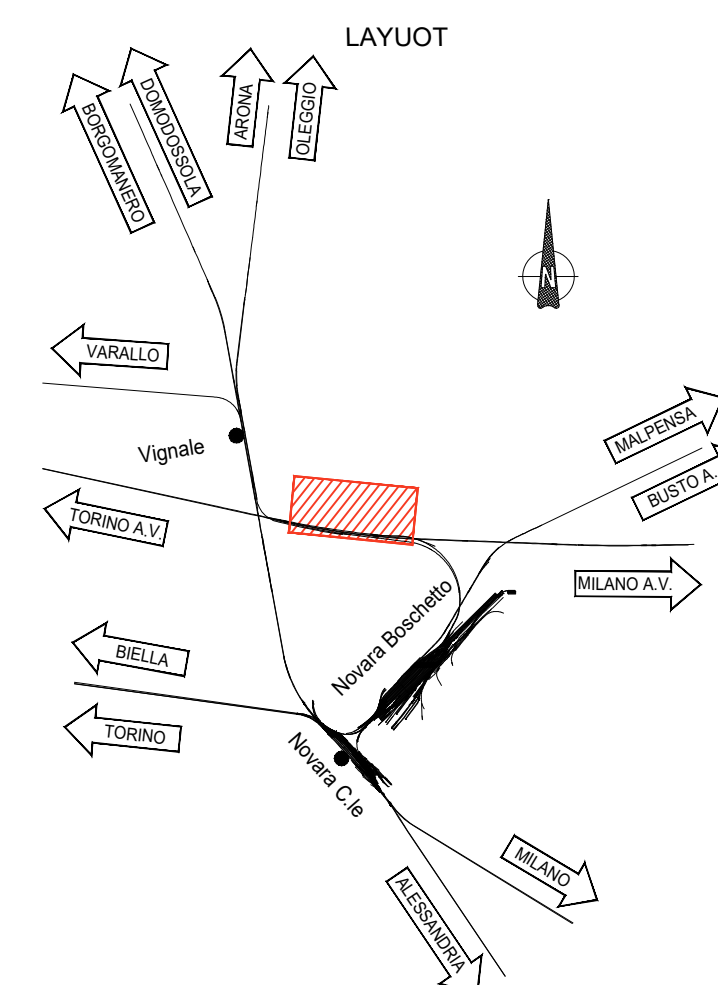 LAYUOT
DOMODOSSOLA
BORGOMANERO
ARONA
OLEGGIO
N
VARALLO
Vignale
MALPENSA
BUSTO A.
TORINO A.V.
MILANO A.V.
Novara Boschetto
BIELLA
TORINO
Novara C.le
MILANO
ALESSANDRIA